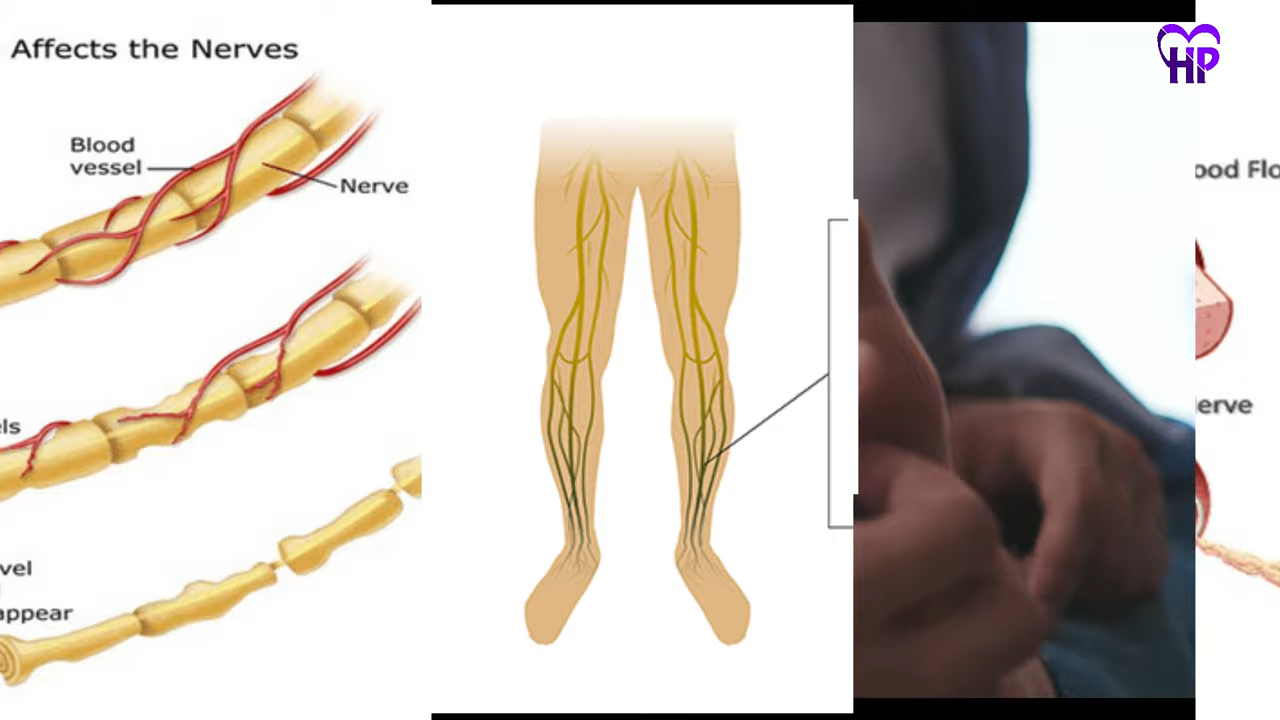 Affects the Nerves
Blood
vessel
Nerve
els
vel
appear
HP
ood Flo
erve